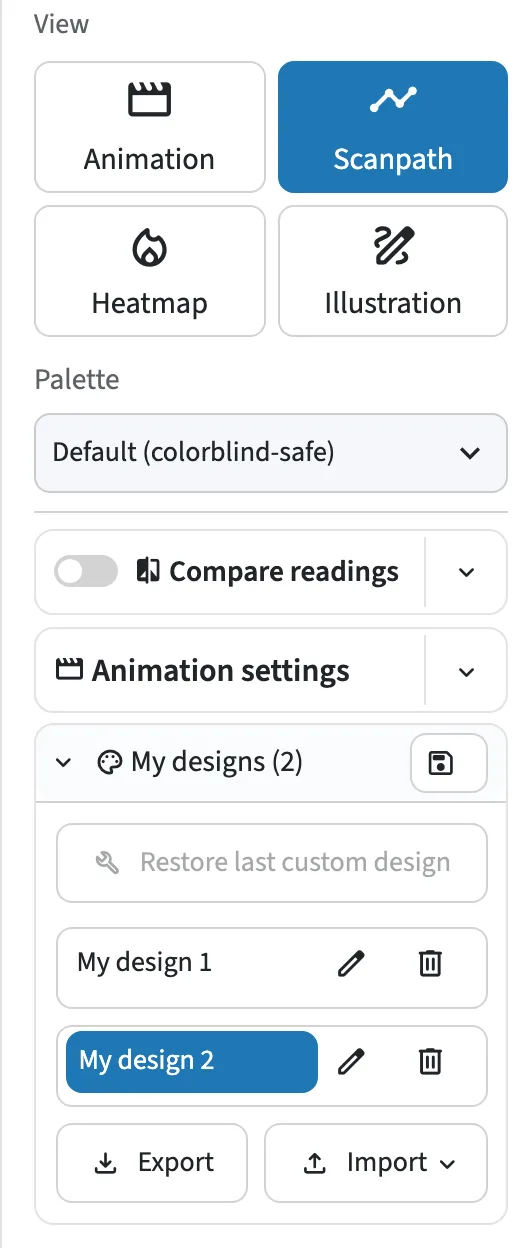 View
Animation
Scanpath
Heatmap
Illustration
Palette
Default (colorblind-safe)
Compare readings
Animation settings
My designs (2)
Restore last custom design
My design 1
My design 2
Export
Import